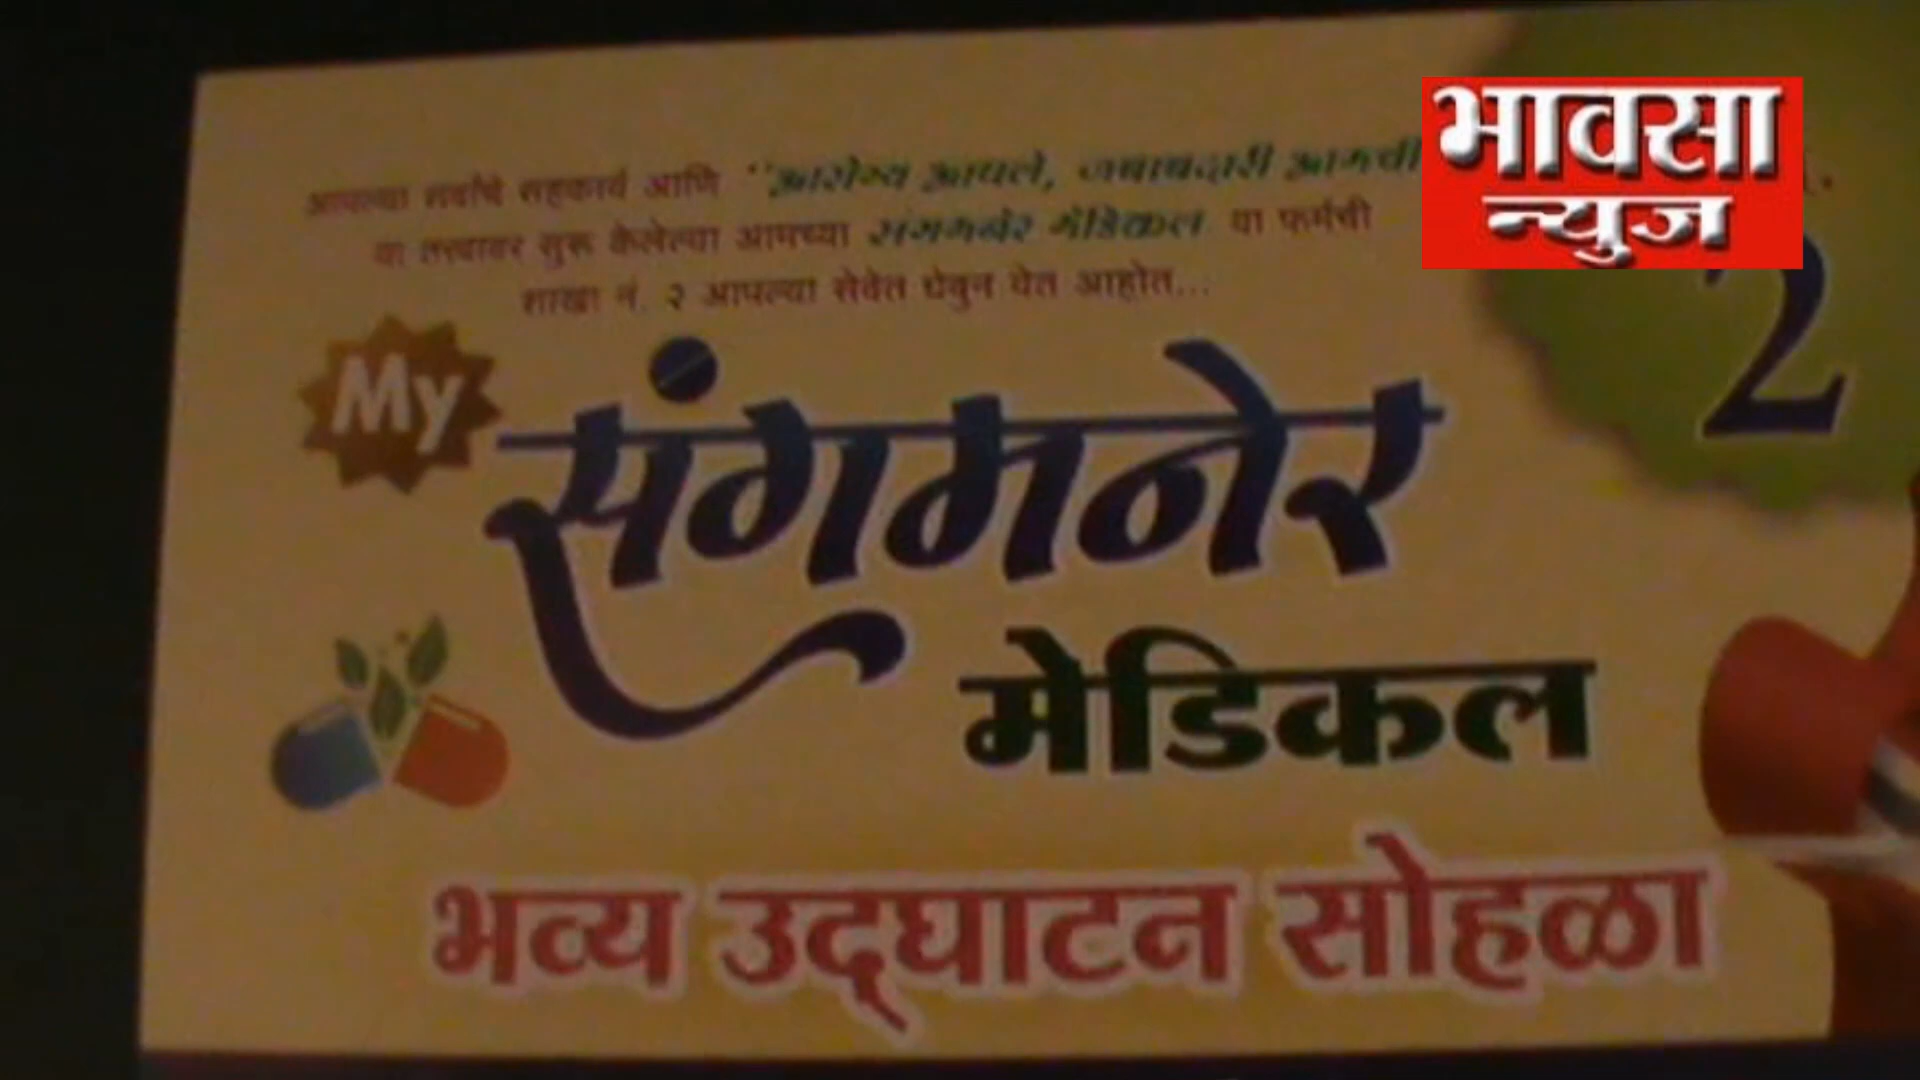 आपल्या सर्वांचे सहकार्य आणि "आरोग्य आपले, जबाबदारी आमची
या तत्त्वावर सुरू केलेल्या आमच्या संगमनेर मेडिकल या फर्मची
शाखा नं. २ आपल्या सेवेत घेवुन येत आहोत...
My
संगमनेर
मेडिकल
भव्य उद्‌घाटन सोहळा
2
भावसा
न्युज